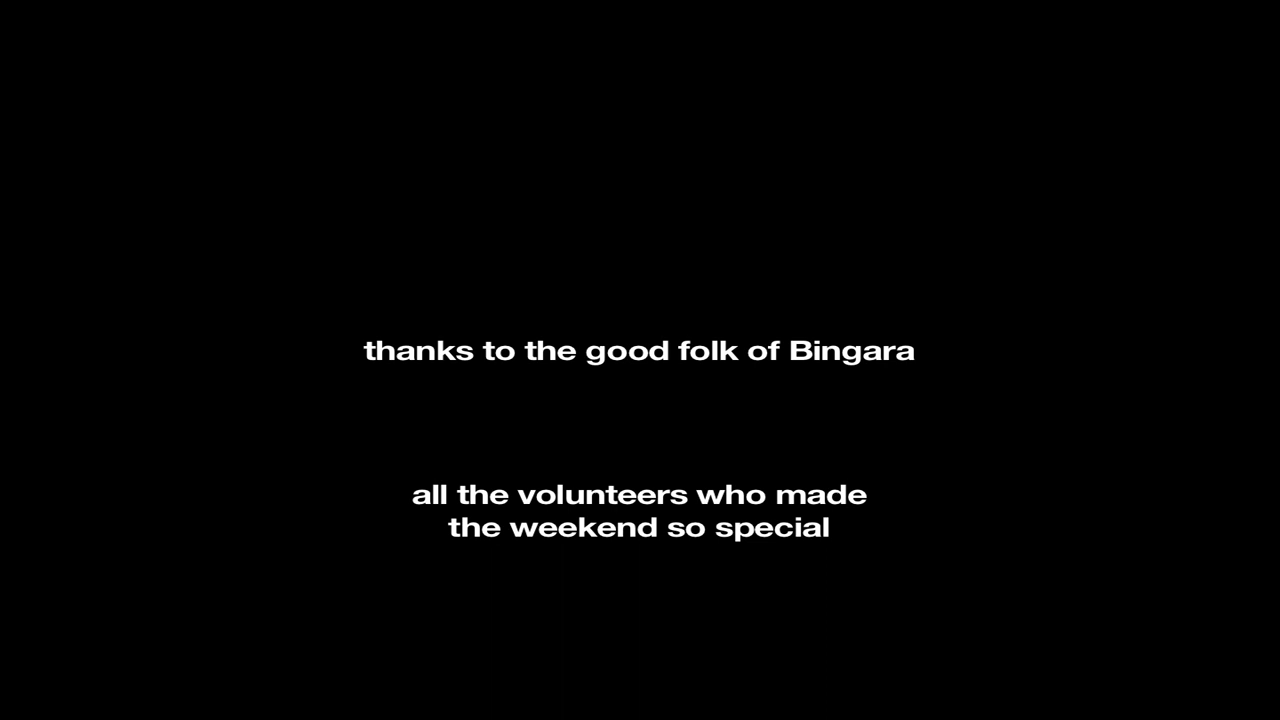 thanks to the good folk of Bingara
all the volunteers who made
the weekend so special